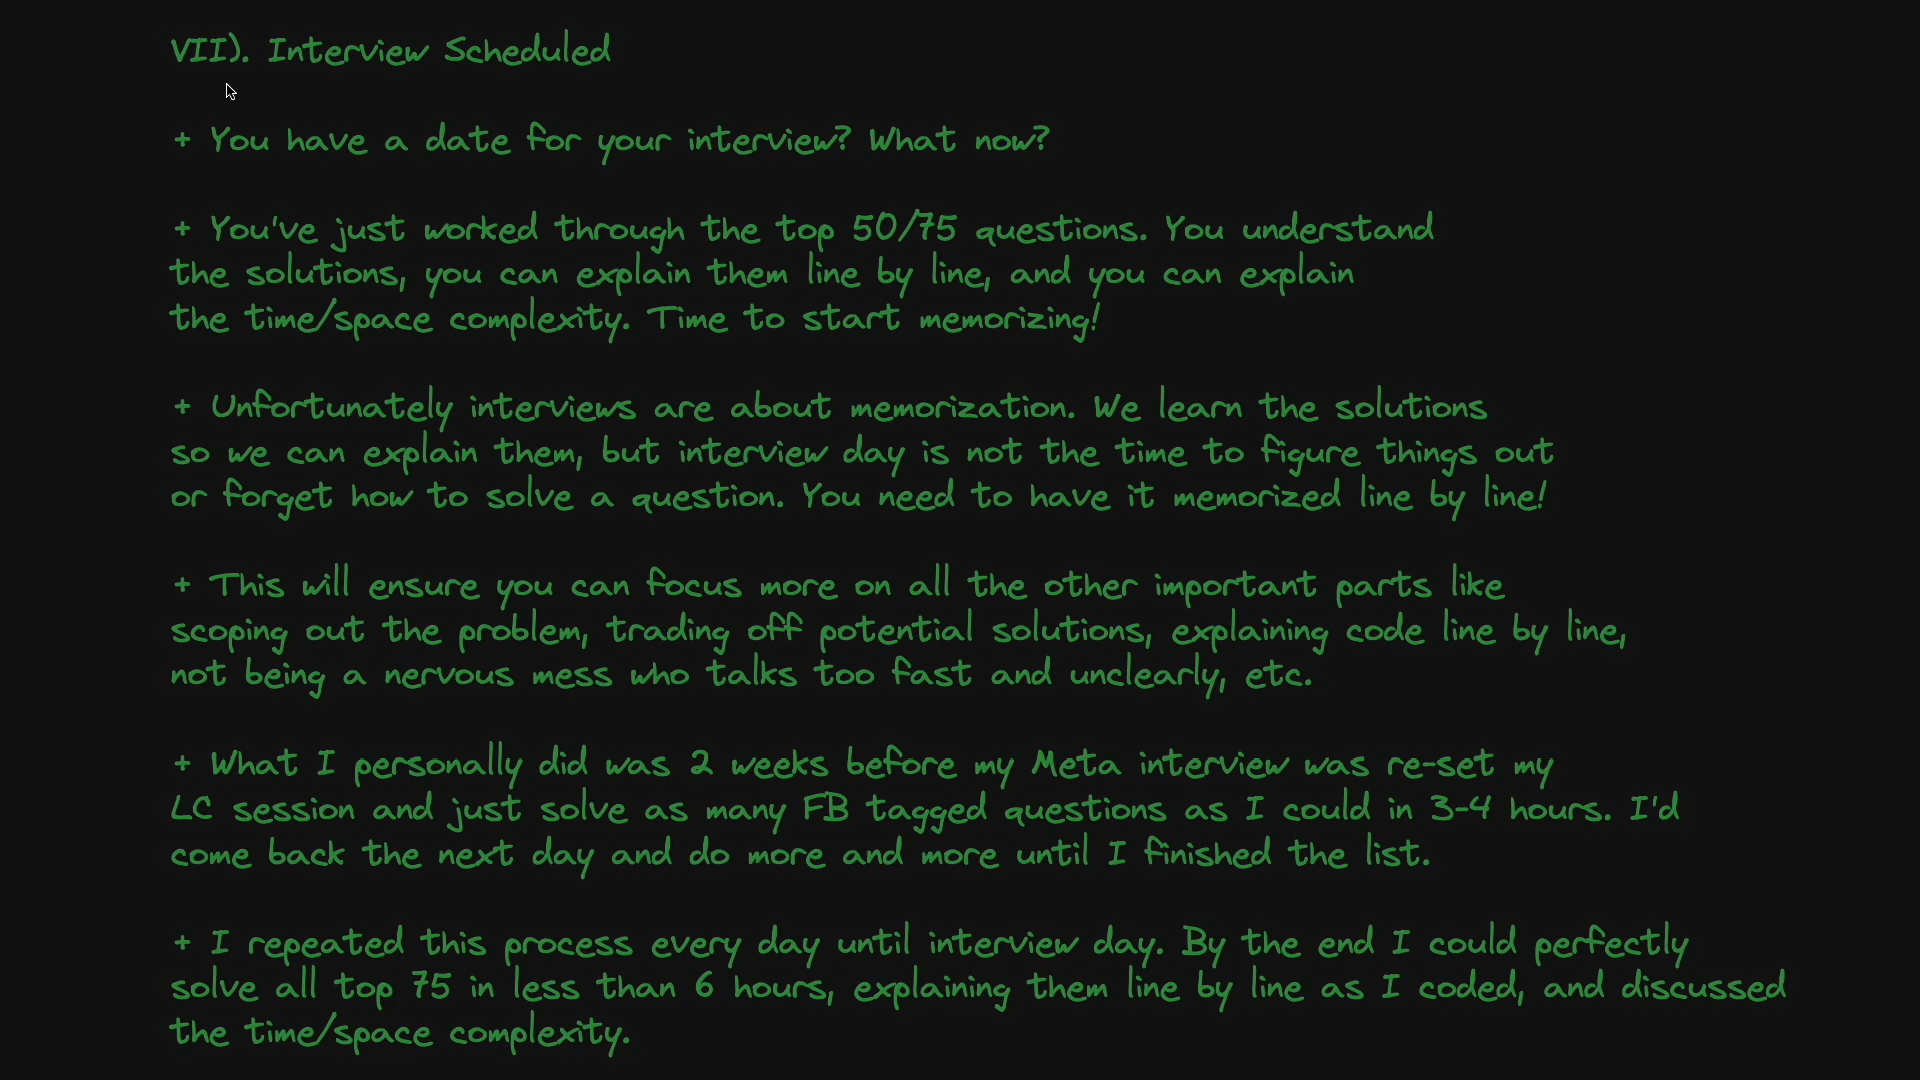 VII). Interview Scheduled
+ You have a date for your interview? What now?
+ You've just worked through the top 50/75 questions. You understand
the solutions, you can explain them line by line, and you can explain
the time/space complexity. Time to start memorizing!
+ Unfortunately interviews are about memorization. We learn the solutions
so we can explain them, but interview day is not the time to figure things out
or forget how to solve a question. You need to have it memorized line by line!
+ This will ensure you can focus more on all the other important parts like
scoping out the problem, trading off potential solutions, explaining code line by line,
not being a nervous mess who talks too fast and unclearly, etc.
+ What I personally did was 2 weeks before my Meta interview was re-set my
LC session and just solve as many FB tagged questions as I could in 3-4 hours. I'd
come back the next day and do more and more until I finished the list.
+ I repeated this process every day until interview day. By the end I could perfectly
solve all top 75 in less than 6 hours, explaining them line by line as I coded, and discussed
the time/space complexity.